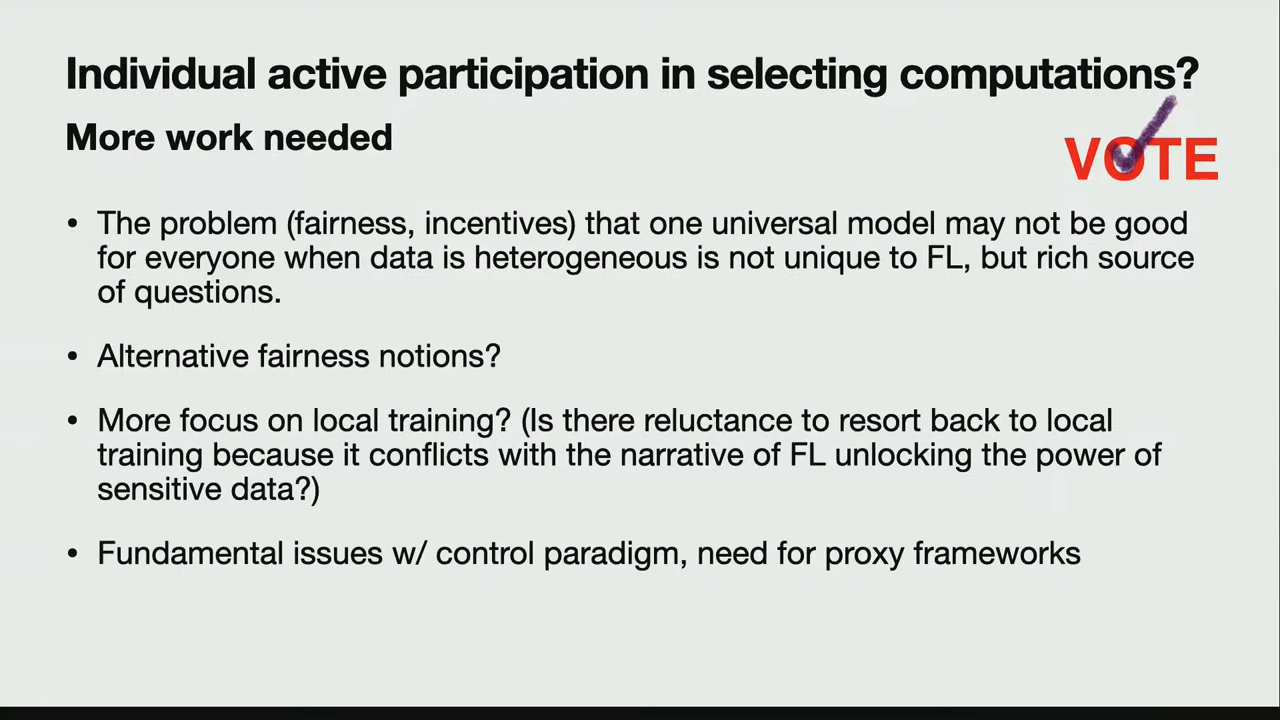 Individual active participation in selecting computations?
More work needed
VOTE
• The problem (fairness, incentives) that one universal model may not be good
for everyone when data is heterogeneous is not unique to FL, but rich source
of questions.
• Alternative fairness notions?
• More focus on local training? (Is there reluctance to resort back to local
training because it conflicts with the narrative of FL unlocking the power of
sensitive data?)
• Fundamental issues w/ control paradigm, need for proxy frameworks